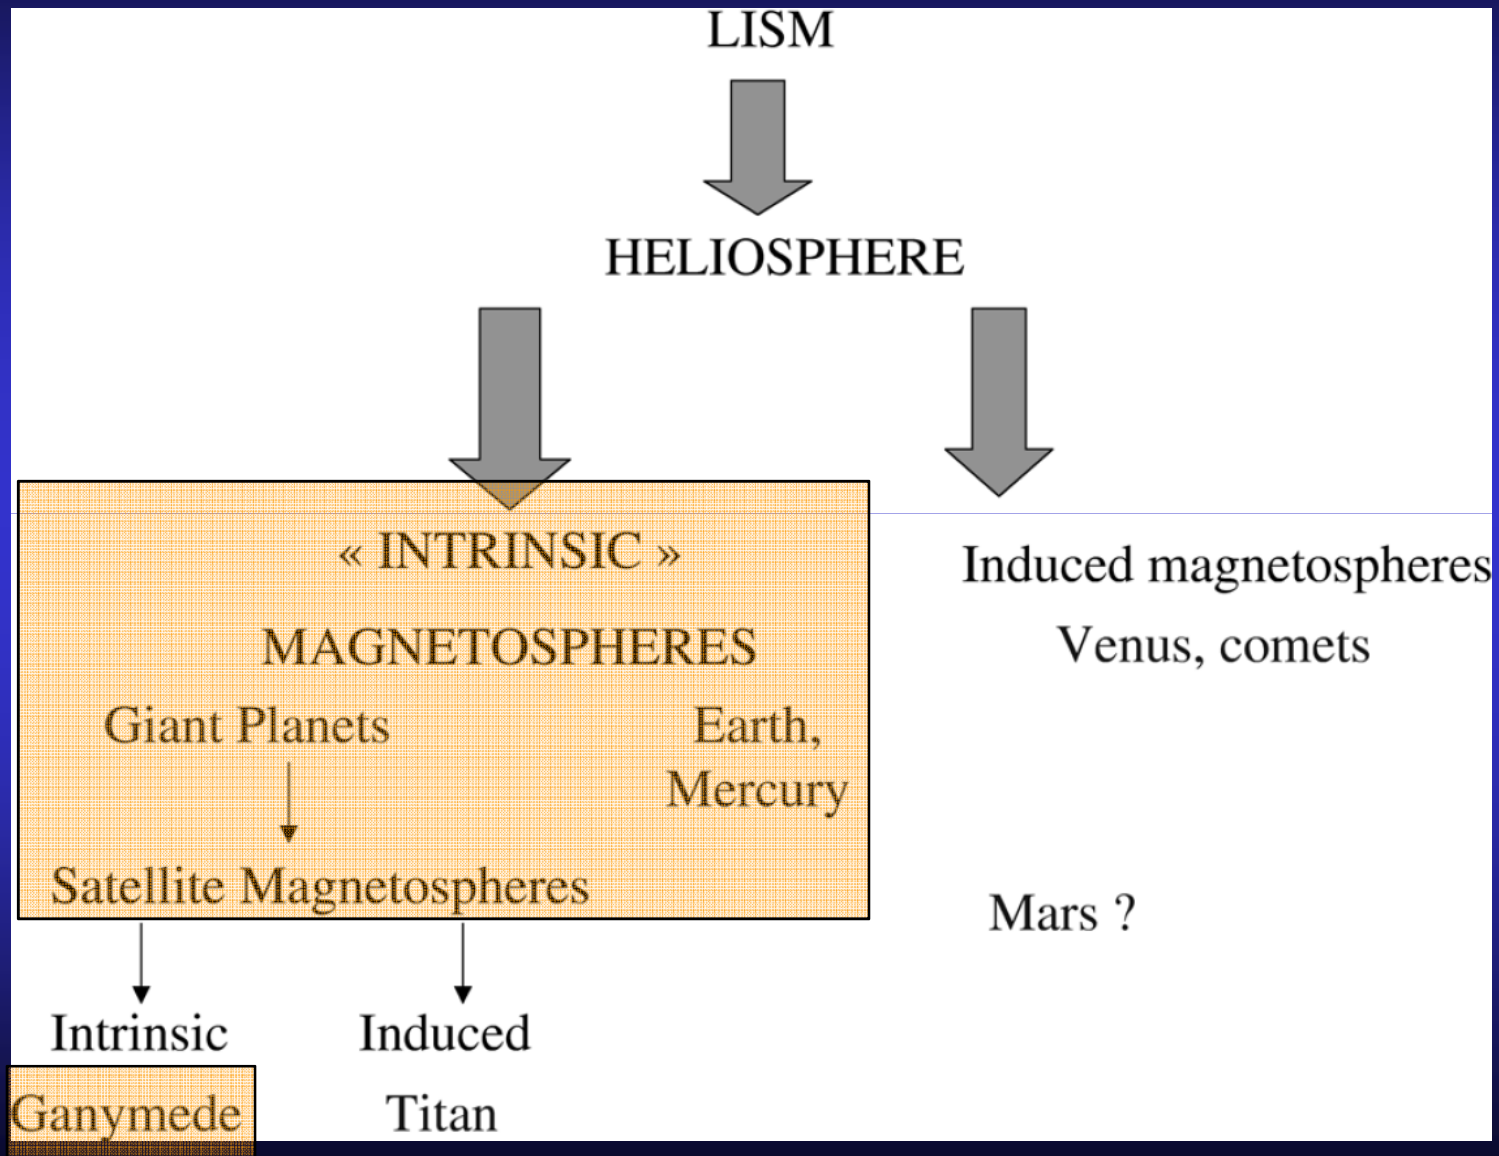 LISM
HELIOSPHERE
« INTRINSIC »
MAGNETOSPHERES
Giant Planets
Earth,
Mercury
Satellite Magnetospheres
Intrinsic
Induced
Ganymede
Titan
Induced magnetospheres
Venus, comets
Mars ?